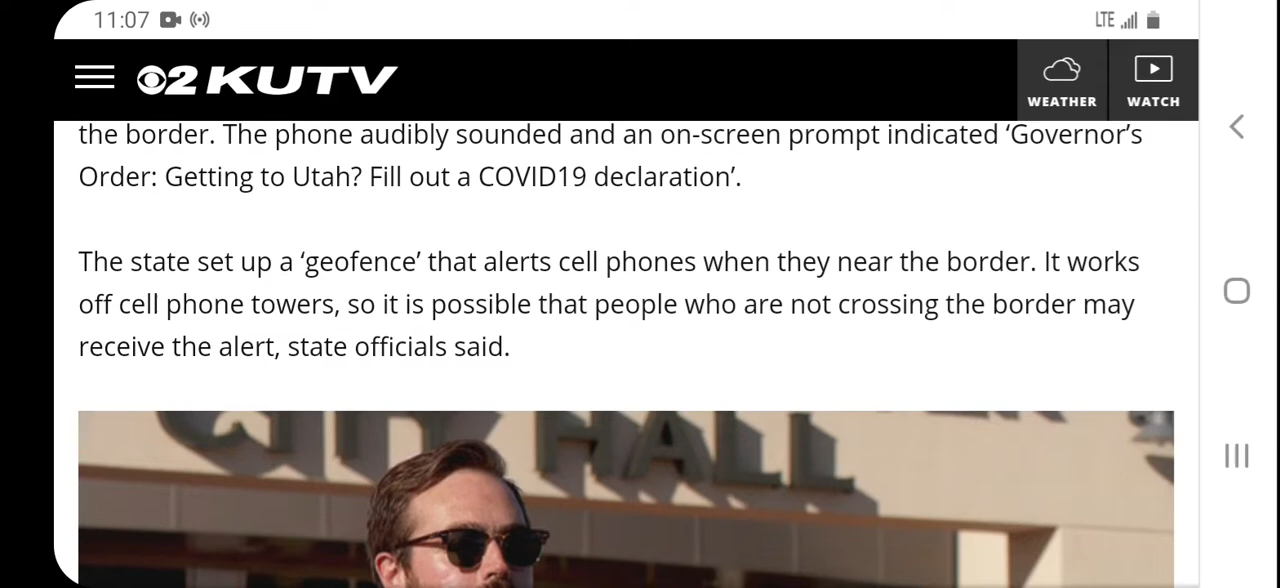 11:07
LTE
2 KUTV
WEATHER
WATCH
the border. The phone audibly sounded and an on-screen prompt indicated ‘Governor’s
Order: Getting to Utah? Fill out a COVID19 declaration’.
The state set up a ‘geofence’ that alerts cell phones when they near the border. It works
off cell phone towers, so it is possible that people who are not crossing the border may
receive the alert, state officials said.
CITY HALL